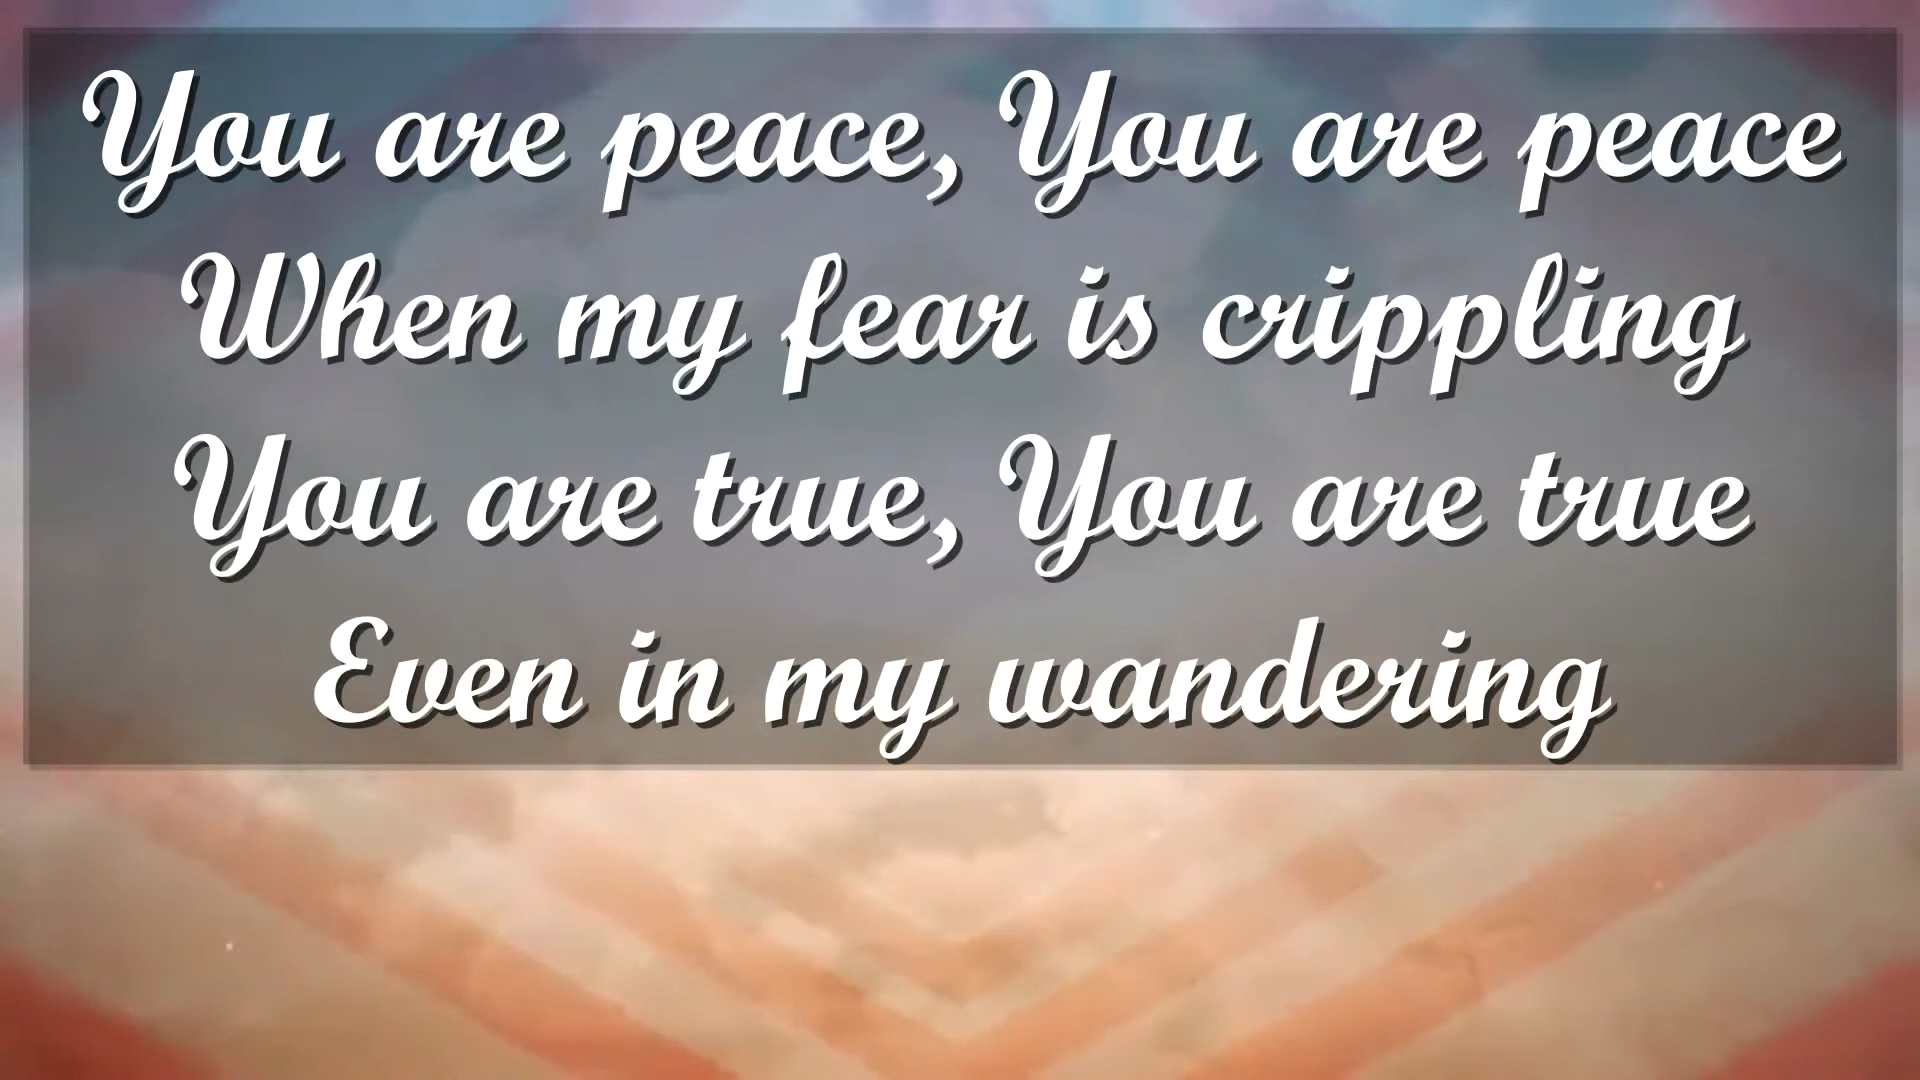 You are peace, You are peace
When my fear is crippling
You are true, You are true
Even in my wandering